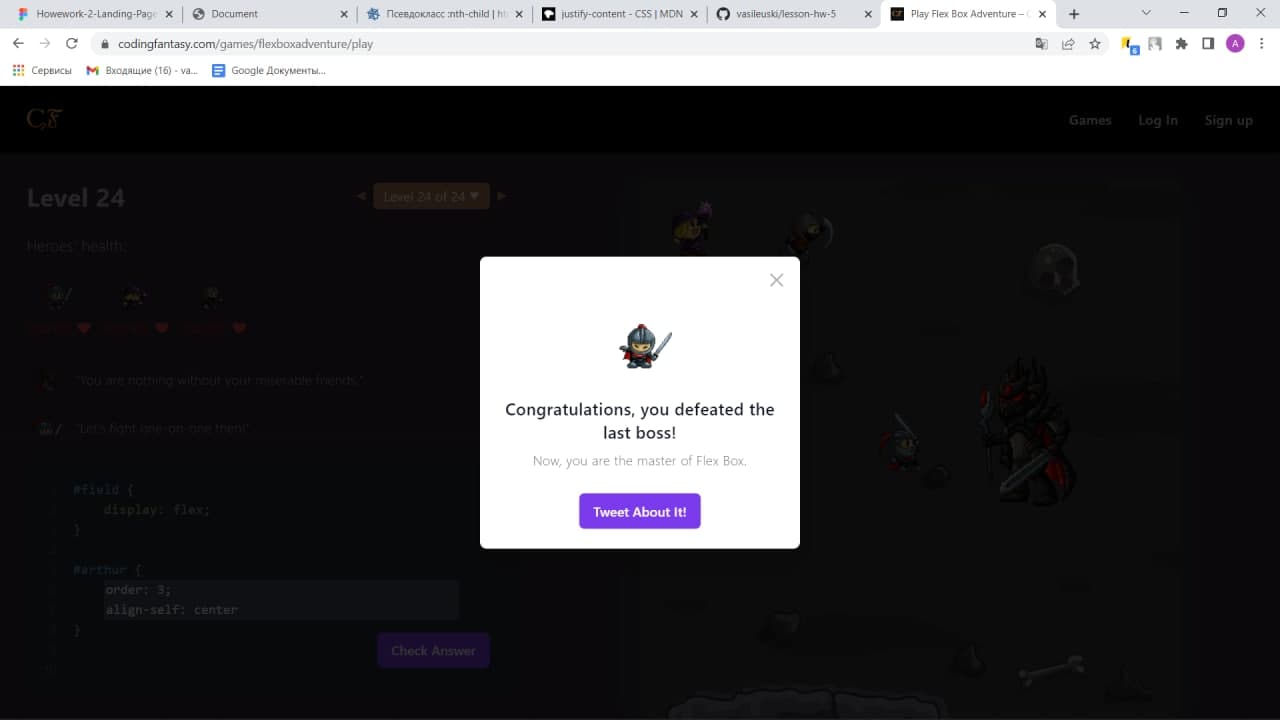 Howework-2-Landing-Page
Document
Псевдокласс :nth-child | ht
justify-content - CSS | MDN
vasileuski/lesson-hw-5
Play Flex Box Adventure – C
codingfantasy.com/games/flexboxadventure/play
6
A
Сервисы
Входящие (16) - va...
Google Документы...
CF
Games
Log In
Sign up
Level 24
Level 24 of 24 ▼
Heroes' health:
"You are nothing without your miserable friends."
"Let's fight one-on-one then!"
#field {
display: flex;
}
#arthur {
order: 3;
align-self: center
}
Check Answer
Congratulations, you defeated the
last boss!
Now, you are the master of Flex Box.
Tweet About It!